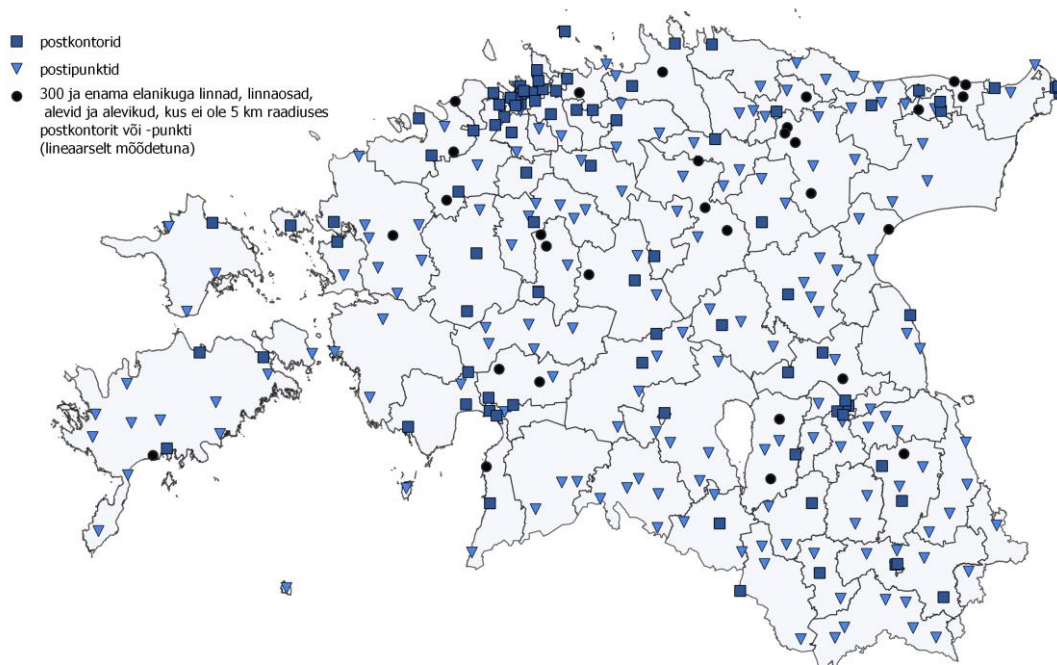 postkontorid
postipunktid
300 ja enama elanikuga linnad, linnaosad,
alevid ja alevikud, kus ei ole 5 km raadiuses
postkontorit või -punkti
(lineaarselt mõõdetuna)